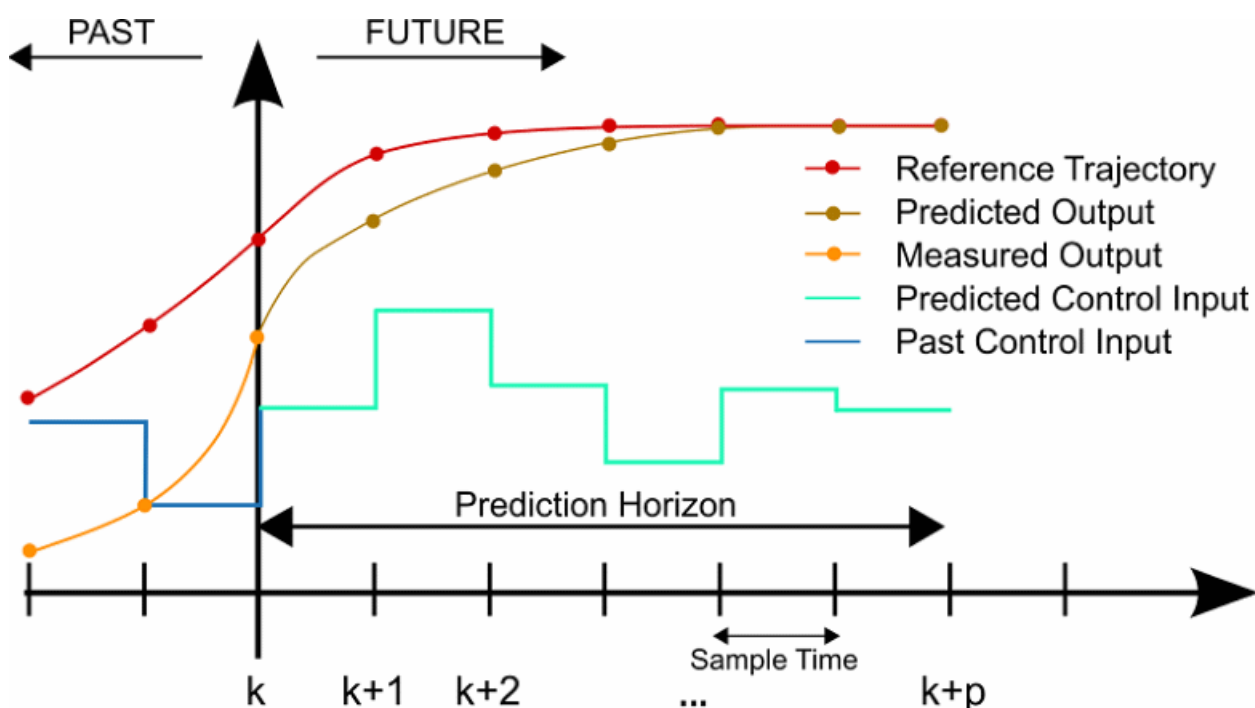 PAST
FUTURE
Reference Trajectory
Predicted Output
Measured Output
Predicted Control Input
Past Control Input
Prediction Horizon
Sample Time
k k+1 k+2 ... k+p